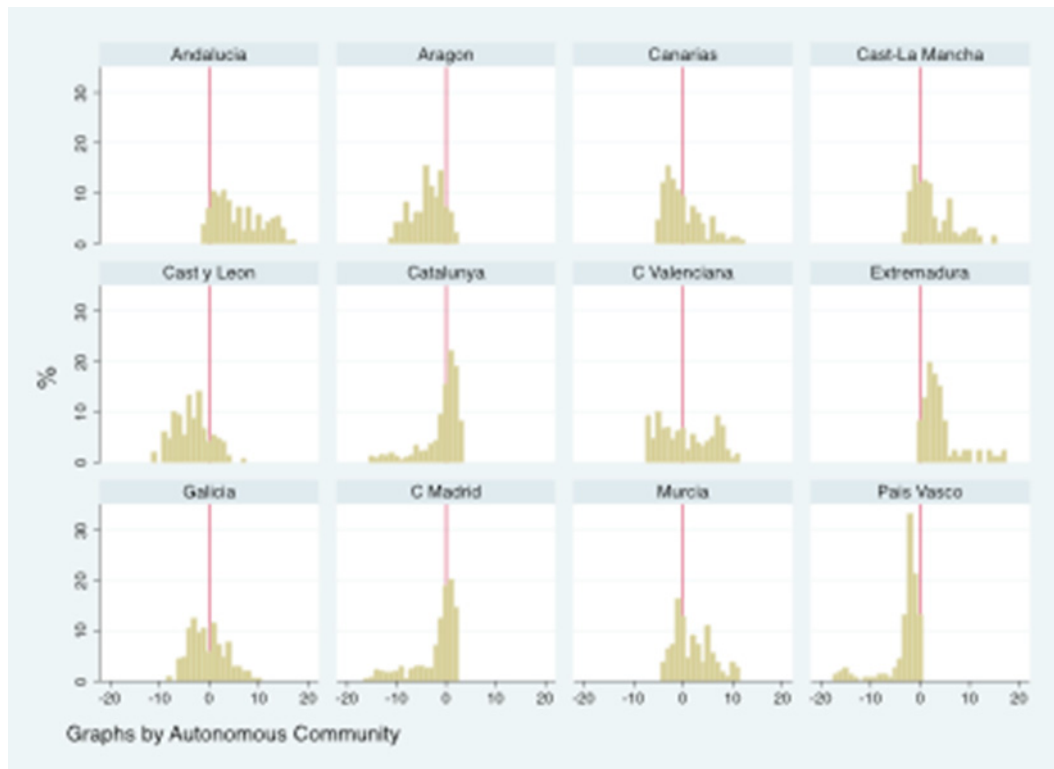 Andalucia Aragon Canarias Cast-La Mancha
30
20
10
0
Cast y Leon Catalunya C Valenciana Extremadura
30
20
10
0
%
Galicia C Madrid Murcia Pais Vasco
30
20
10
0
-20 -10 0 10 20 -20 -10 0 10 20 -20 -10 0 10 20 -20 -10 0 10 20
Graphs by Autonomous Community